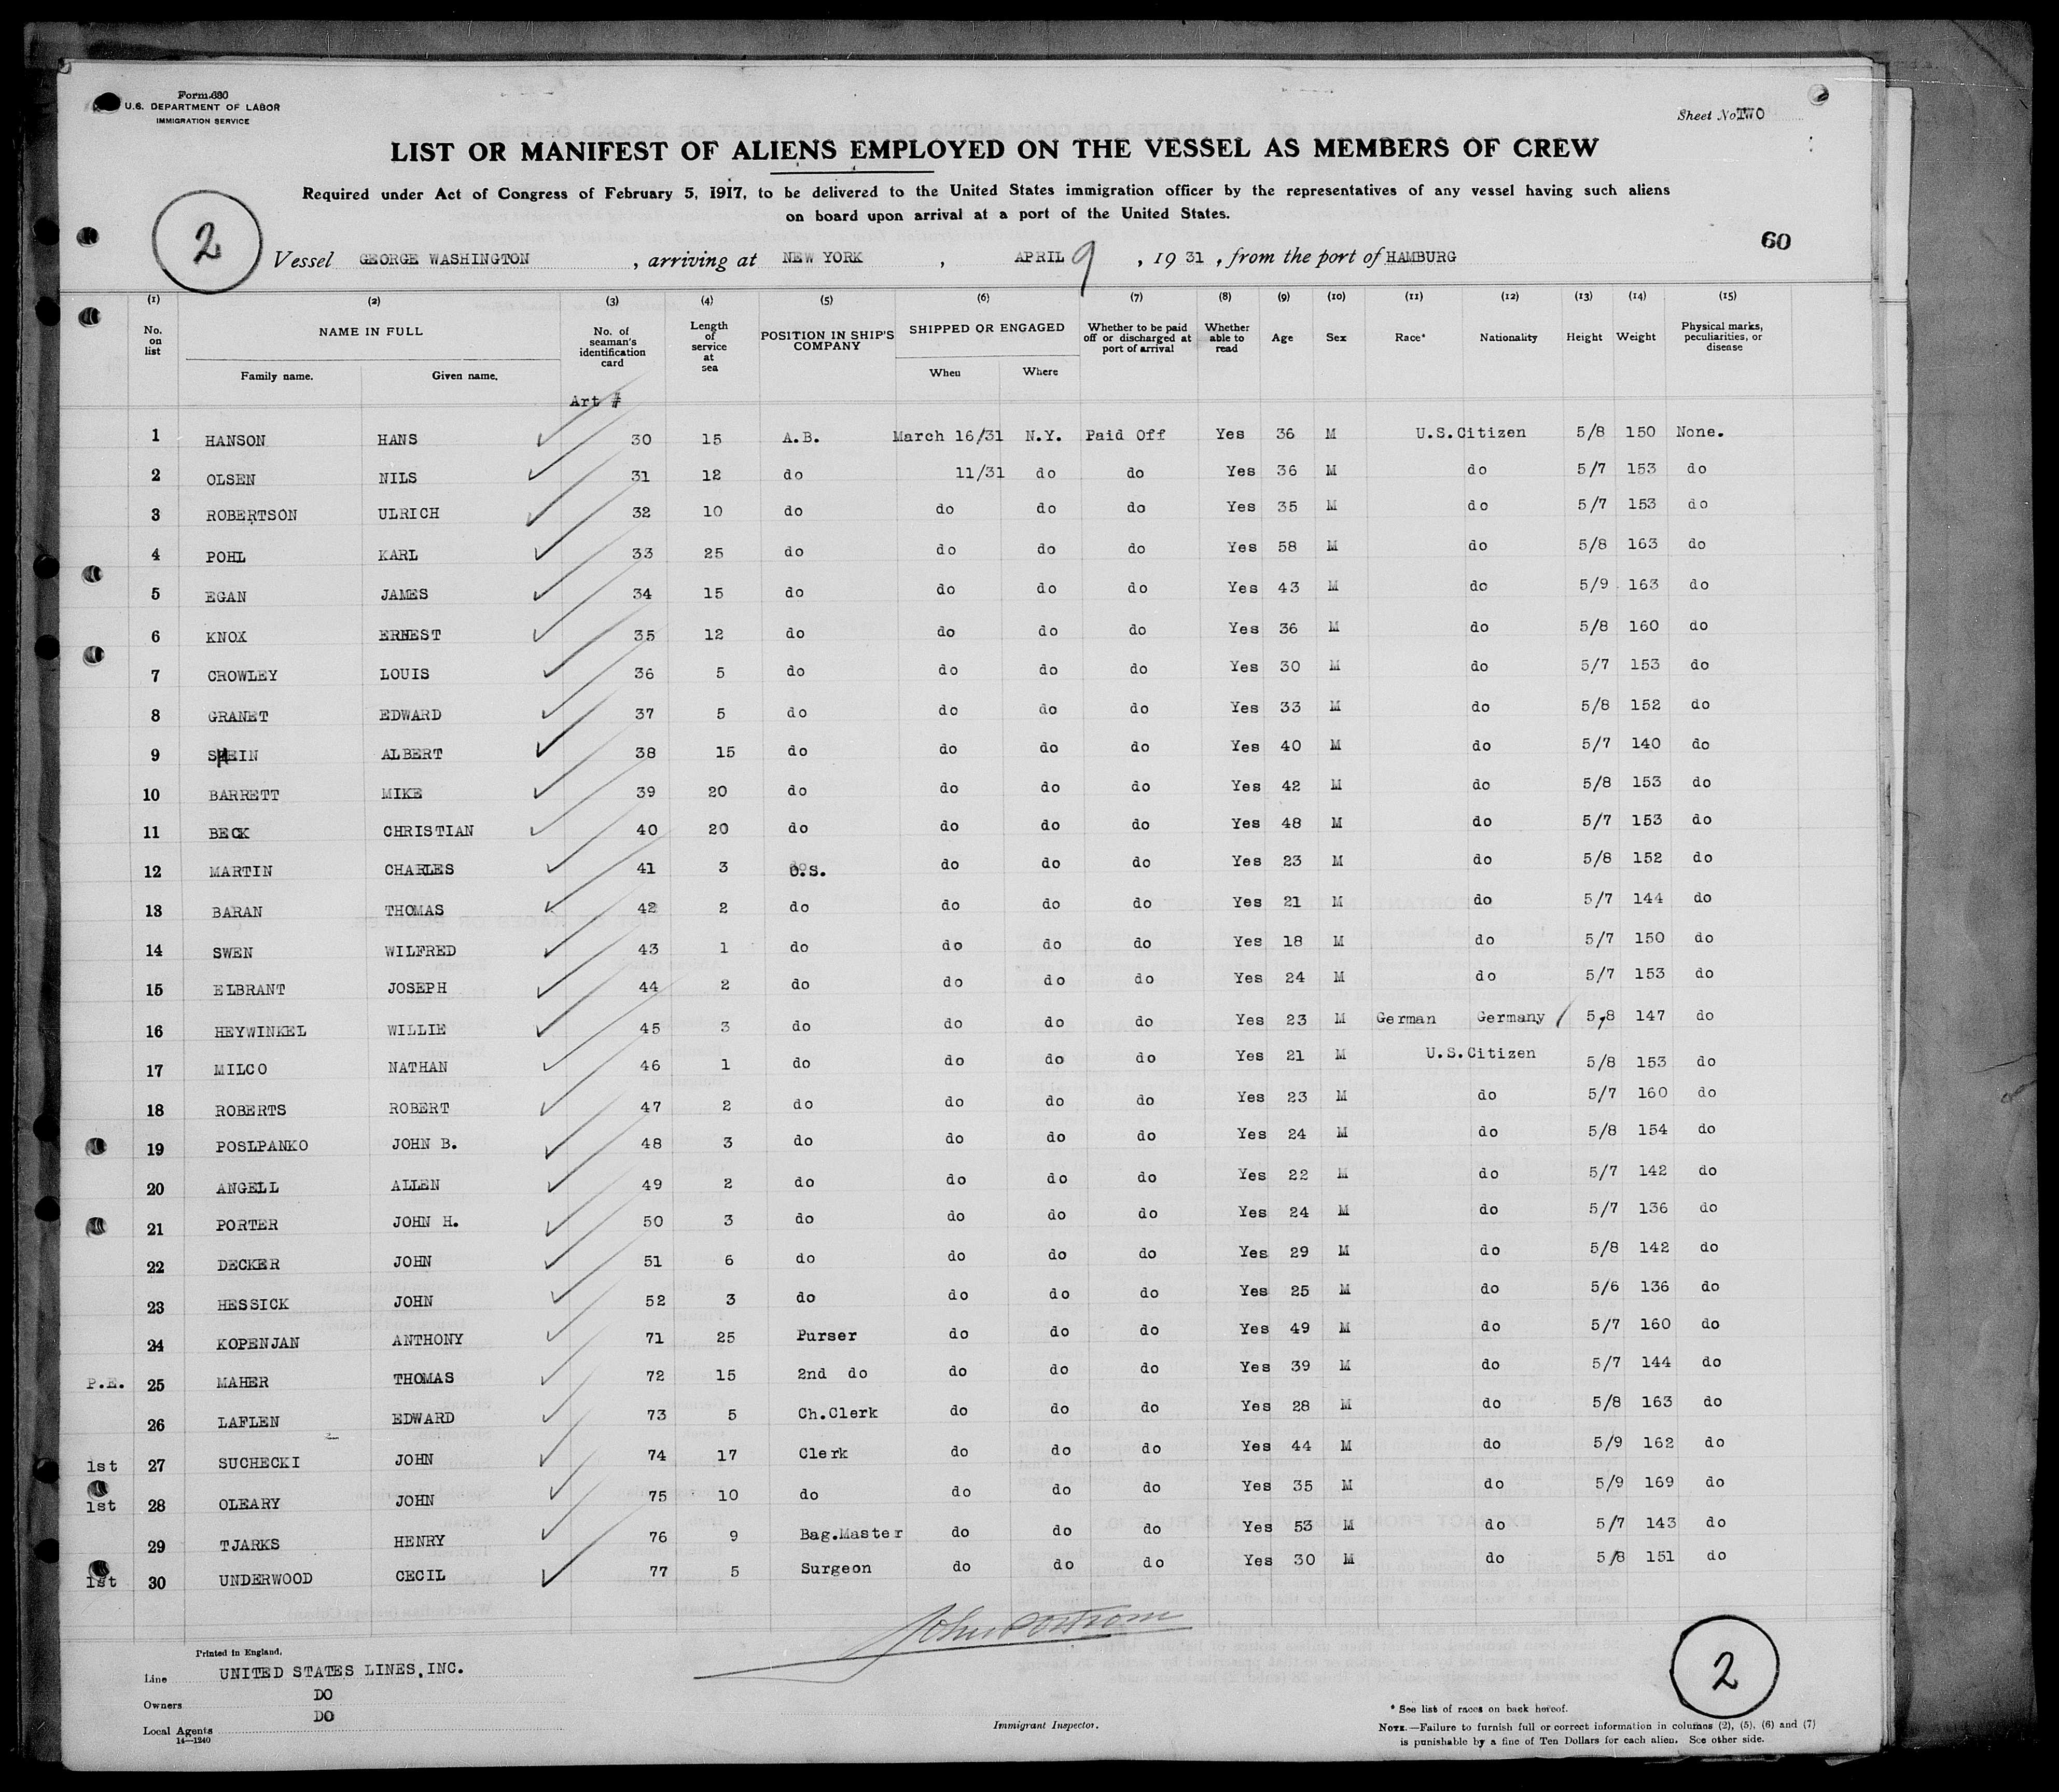 Form 680
U.S. DEPARTMENT OF LABOR
IMMIGRATION SERVICE
Sheet No. TWO
LIST OR MANIFEST OF ALIENS EMPLOYED ON THE VESSEL AS MEMBERS OF CREW
Required under Act of Congress of February 5, 1917, to be delivered to the United States immigration officer by the representatives of any vessel having such aliens
on board upon arrival at a port of the United States.
2
60
Vessel GEORGE WASHINGTON , arriving at NEW YORK , APRIL 9 , 19 31 , from the port of HAMBURG
(1) (2) (3) (4) (5) (6) (7) (8) (9) (10) (11) (12) (13) (14) (15)
No. on list NAME IN FULL Family name. Given name. No. of seaman's identification card Length of service at sea POSITION IN SHIP'S COMPANY SHIPPED OR ENGAGED When Where Whether to be paid off or discharged at port of arrival Whether able to read Age Sex Race* Nationality Height Weight Physical marks, peculiarities, or disease
Art #
1 HANSON HANS 30 15 A.B. March 16/31 N.Y. Paid Off Yes 36 M U.S.Citizen 5/8 150 None.
2 OLSEN NILS 31 12 do 11/31 do do Yes 36 M do 5/7 153 do
3 ROBERTSON ULRICH 32 10 do do do do Yes 35 M do 5/7 153 do
4 POHL KARL 33 25 do do do do Yes 58 M do 5/8 163 do
5 EGAN JAMES 34 15 do do do do Yes 43 M do 5/9 163 do
6 KNOX ERNEST 35 12 do do do do Yes 36 M do 5/8 160 do
7 CROWLEY LOUIS 36 5 do do do do Yes 30 M do 5/7 153 do
8 GRANET EDWARD 37 5 do do do do Yes 33 M do 5/8 152 do
9 ALBERT 38 15 do do do do Yes 40 M do 5/7 140 do
10 BARRETT MIKE 39 20 do do do do Yes 42 M do 5/8 153 do
11 BECK CHRISTIAN 40 20 do do do do Yes 48 M do 5/7 153 do
12 MARTIN CHARLES 41 3 O.S. do do do Yes 23 M do 5/8 152 do
13 BARAN THOMAS 42 2 do do do do Yes 21 M do 5/7 144 do
14 SWEN WILFRED 43 1 do do do do Yes 18 M do 5/7 150 do
15 ELBRANT JOSEPH 44 2 do do do do Yes 24 M do 5/7 153 do
16 HEYWINKEL WILLIE 45 3 do do do do Yes 23 M German Germany 5,8 147 do
17 MILCO NATHAN 46 1 do do do do Yes 21 M U.S.Citizen 5/8 153 do
18 ROBERTS ROBERT 47 2 do do do do Yes 23 M do 5/7 160 do
19 POSLPANKO JOHN B. 48 3 do do do do Yes 24 M do 5/8 154 do
20 ANGELL ALLEN 49 2 do do do do Yes 22 M do 5/7 142 do
21 PORTER JOHN H. 50 3 do do do do Yes 24 M do 5/7 136 do
22 DECKER JOHN 51 6 do do do do Yes 29 M do 5/8 142 do
23 HESSICK JOHN 52 3 do do do do Yes 25 M do 5/6 136 do
24 KOPENJAN ANTHONY 71 25 Purser do do do Yes 49 M do 5/7 160 do
P.E. 25 MAHER THOMAS 72 15 2nd do do do do Yes 39 M do 5/7 144 do
26 LAFLEN EDWARD 73 5 Ch.Clerk do do do Yes 28 M do 5/8 163 do
1st 27 SUCHECKI JOHN 74 17 Clerk do do do Yes 44 M do 5/9 162 do
1st 28 OLEARY JOHN 75 10 do do do do Yes 35 M do 5/9 169 do
29 TJARKS HENRY 76 9 Bag.Master do do do Yes 53 M do 5/7 143 do
1st 30 UNDERWOOD CECIL 77 5 Surgeon do do do Yes 30 M do 5/8 151 do
Printed in England.
Line UNITED STATES LINES, INC.
Owners DO
Local Agents DO
14—1240
Immigrant Inspector.
2
* See list of races on back hereof.
NOTE.—Failure to furnish full or correct information in columns (2), (5), (6) and (7)
is punishable by a fine of Ten Dollars for each alien. See other side.